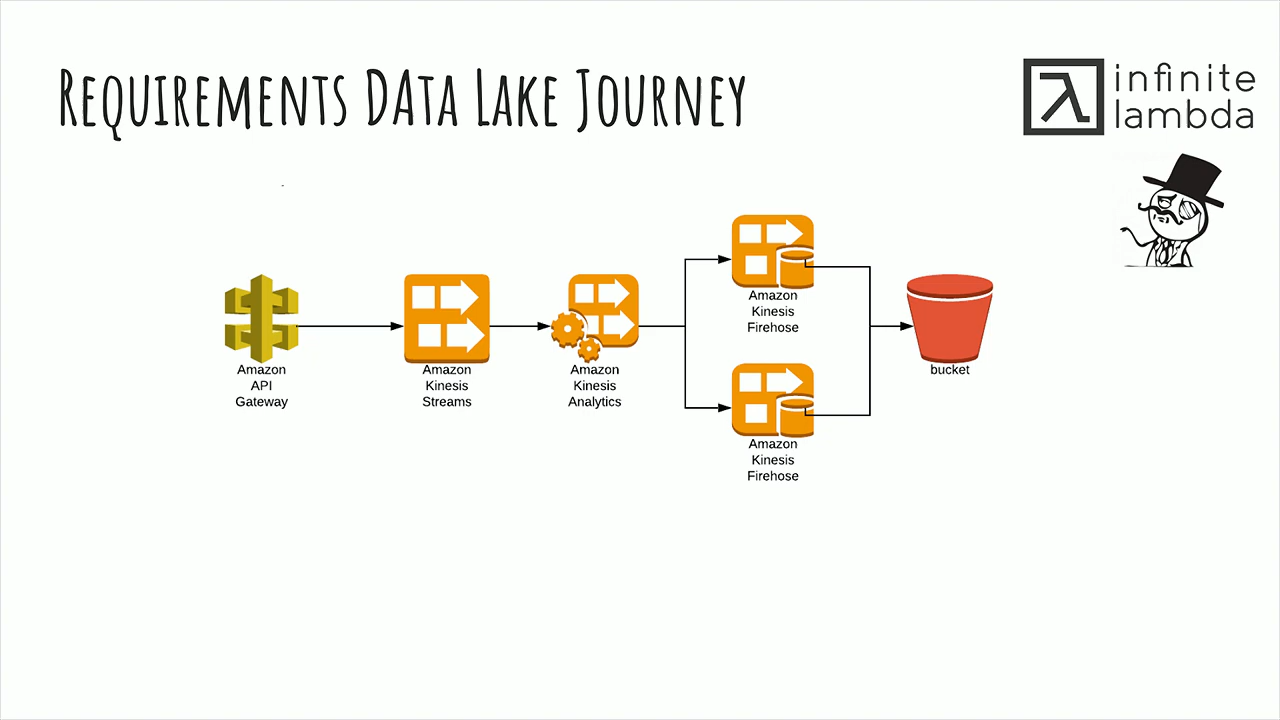 Requirements Data Lake Journey
infinite
lambda
Amazon
Kinesis
Firehose
Amazon
API
Gateway
Amazon
Kinesis
Streams
Amazon
Kinesis
Analytics
bucket
Amazon
Kinesis
Firehose